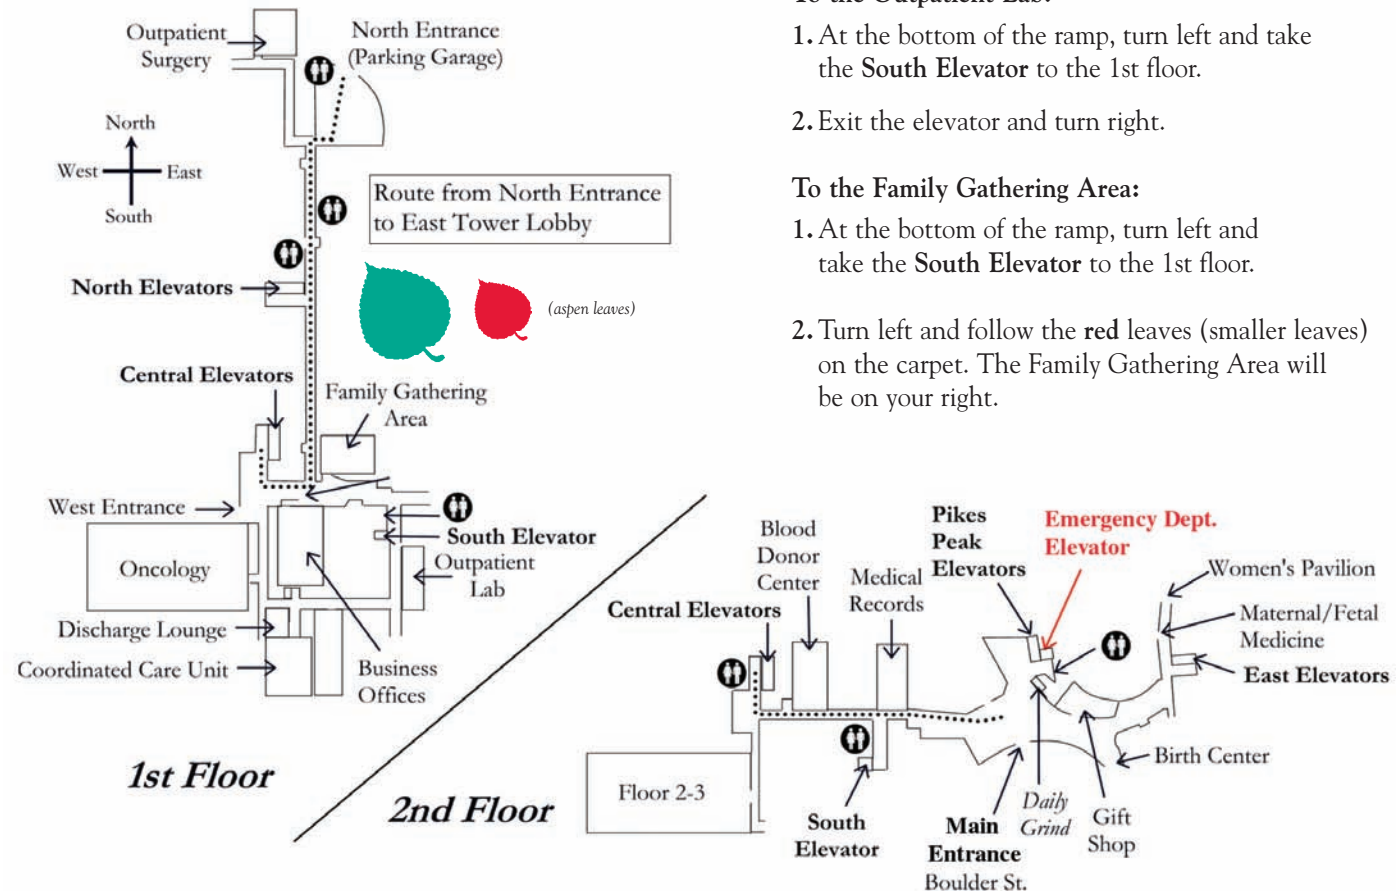 To the Outpatient Lab:
1. At the bottom of the ramp, turn left and take
the South Elevator to the 1st floor.
2. Exit the elevator and turn right.
To the Family Gathering Area:
1. At the bottom of the ramp, turn left and
take the South Elevator to the 1st floor.
2. Turn left and follow the red leaves (smaller leaves)
on the carpet. The Family Gathering Area will
be on your right.
Outpatient
Surgery
North Entrance
(Parking Garage)
North
West
East
South
Route from North Entrance
to East Tower Lobby
North Elevators
(aspen leaves)
Central Elevators
Family Gathering
Area
West Entrance
South Elevator
Outpatient
Lab
Oncology
Discharge Lounge
Coordinated Care Unit
Business
Offices
1st Floor
2nd Floor
Central Elevators
Blood
Donor
Center
Medical
Records
Pikes
Peak
Elevators
Emergency Dept.
Elevator
Women's Pavilion
Maternal/Fetal
Medicine
East Elevators
Birth Center
Floor 2-3
South
Elevator
Main
Entrance
Boulder St.
Daily
Grind
Gift
Shop